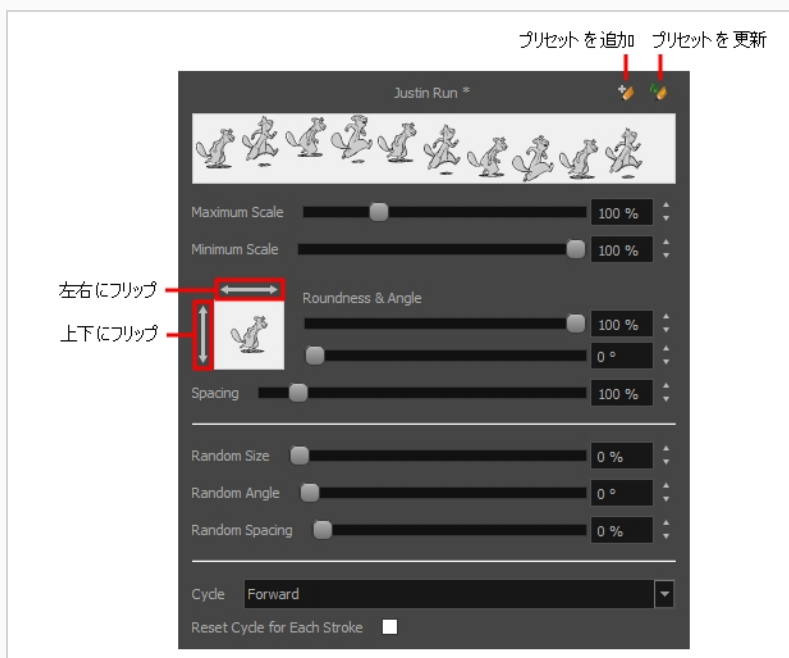 プリセットを追加 プリセットを更新
Justin Run *
Maximum Scale 100 %
Minimum Scale 100 %
左右にフリップ
Roundness & Angle
上下にフリップ
100 %
0 °
Spacing 100 %
Random Size 0 %
Random Angle 0 °
Random Spacing 0 %
Cycle Forward
Reset Cycle for Each Stroke